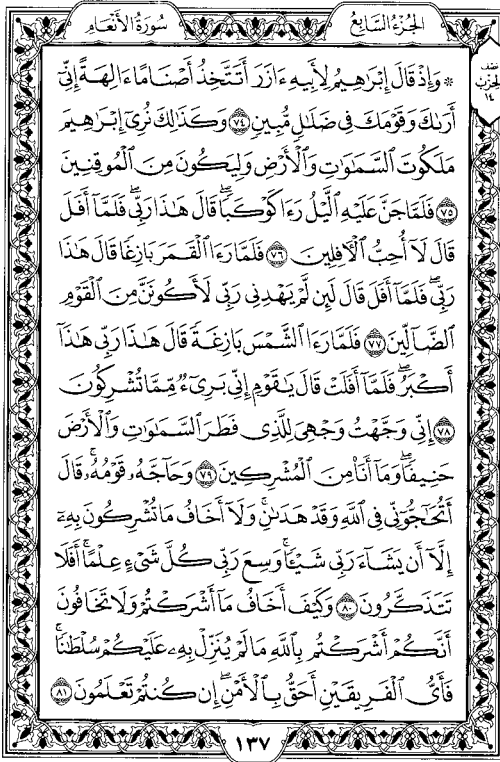 سُورَةُ الأَنْعَامِ الجُزْءُ السَّابِعُ
نصف
الحزب
١٤
۞ وَإِذْ قَالَ إِبْرَٰهِيمُ لِأَبِيهِ ءَازَرَ أَتَتَّخِذُ أَصْنَامًا ءَالِهَةً إِنِّىٓ
أَرَىٰكَ وَقَوْمَكَ فِى ضَلَٰلٍ مُّبِينٍ ٧٤ وَكَذَٰلِكَ نُرِىٓ إِبْرَٰهِيمَ
مَلَكُوتَ ٱلسَّمَٰوَٰتِ وَٱلْأَرْضِ وَلِيَكُونَ مِنَ ٱلْمُوقِنِينَ
٧٥ فَلَمَّا جَنَّ عَلَيْهِ ٱلَّيْلُ رَءَا كَوْكَبًا ۖ قَالَ هَٰذَا رَبِّى ۖ فَلَمَّآ أَفَلَ
قَالَ لَآ أُحِبُّ ٱلْءَافِلِينَ ٧٦ فَلَمَّا رَءَا ٱلْقَمَرَ بَازِغًا قَالَ هَٰذَا
رَبِّى ۖ فَلَمَّآ أَفَلَ قَالَ لَئِن لَّمْ يَهْدِنِى رَبِّى لَأَكُونَنَّ مِنَ ٱلْقَوْمِ
ٱلضَّآلِّينَ ٧٧ فَلَمَّا رَءَا ٱلشَّمْسَ بَازِغَةً قَالَ هَٰذَا رَبِّى هَٰذَآ
أَكْبَرُ ۖ فَلَمَّآ أَفَلَتْ قَالَ يَٰقَوْمِ إِنِّى بَرِىٓءٌ مِّمَّا تُشْرِكُونَ
٧٨ إِنِّى وَجَّهْتُ وَجْهِىَ لِلَّذِى فَطَرَ ٱلسَّمَٰوَٰتِ وَٱلْأَرْضَ
حَنِيفًا ۖ وَمَآ أَنَا۠ مِنَ ٱلْمُشْرِكِينَ ٧٩ وَحَآجَّهُۥ قَوْمُهُۥ ۚ قَالَ
أَتُحَٰٓجُّوٓنِّى فِى ٱللَّهِ وَقَدْ هَدَىٰنِ ۚ وَلَآ أَخَافُ مَا تُشْرِكُونَ بِهِۦٓ
إِلَّآ أَن يَشَآءَ رَبِّى شَيْـًٔا ۗ وَسِعَ رَبِّى كُلَّ شَىْءٍ عِلْمًا ۗ أَفَلَا
تَتَذَكَّرُونَ ٨٠ وَكَيْفَ أَخَافُ مَآ أَشْرَكْتُمْ وَلَا تَخَافُونَ
أَنَّكُمْ أَشْرَكْتُم بِٱللَّهِ مَا لَمْ يُنَزِّلْ بِهِۦ عَلَيْكُمْ سُلْطَٰنًا ۚ
فَأَىُّ ٱلْفَرِيقَيْنِ أَحَقُّ بِٱلْأَمْنِ ۖ إِن كُنتُمْ تَعْلَمُونَ ٨١
١٣٧